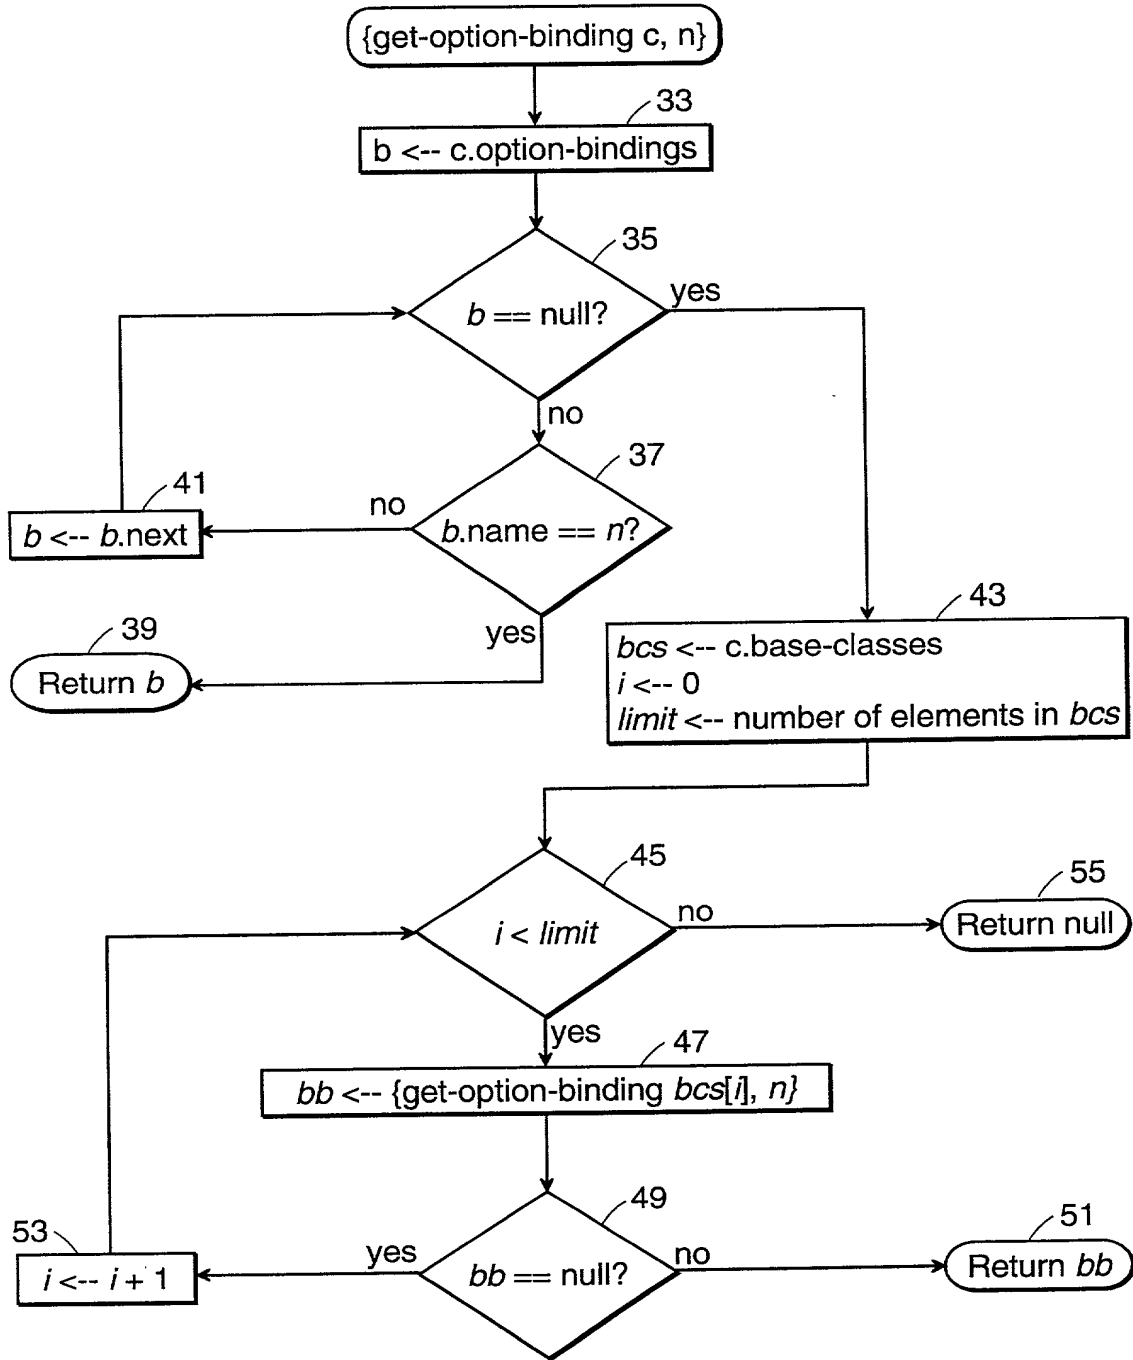 {get-option-binding c, n}
33
b <-- c.option-bindings
35
b == null?
yes
no
37
b.name == n?
no
41
b <-- b.next
yes
39
Return b
43
bcs <-- c.base-classes
i <-- 0
limit <-- number of elements in bcs
45
i < limit
no
55
Return null
yes
47
bb <-- {get-option-binding bcs[i], n}
49
bb == null?
yes
53
i <-- i + 1
no
51
Return bb